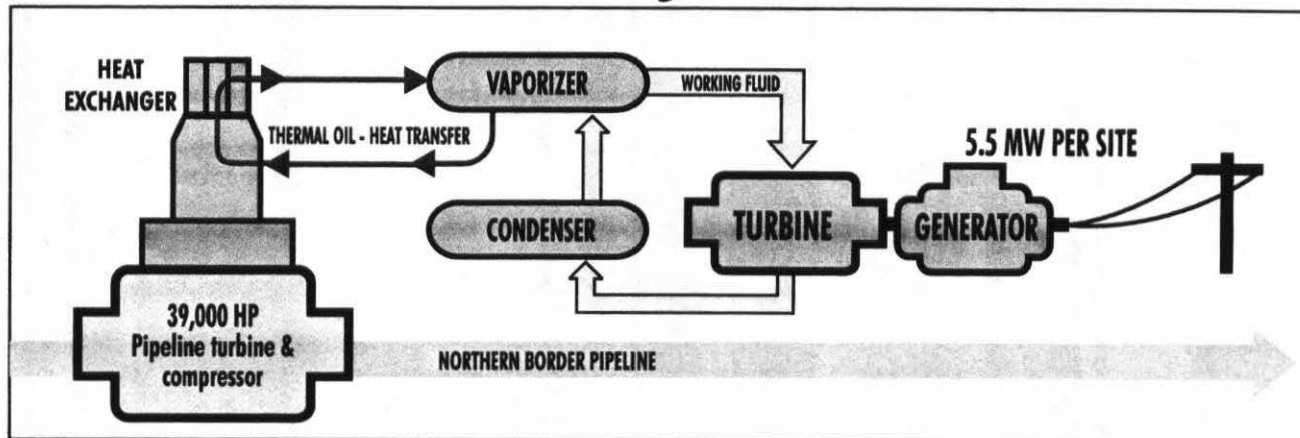 HEAT
EXCHANGER
VAPORIZER
WORKING FLUID
THERMAL OIL - HEAT TRANSFER
5.5 MW PER SITE
CONDENSER
TURBINE
GENERATOR
39,000 HP
Pipeline turbine &
compressor
NORTHERN BORDER PIPELINE